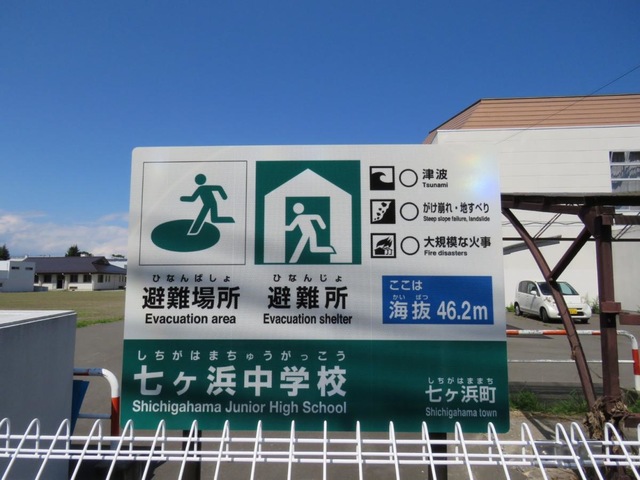 津波
Tsunami
がけ崩れ・地すべり
Steep slope failure, landslide
大規模な火事
Fire disasters
ひなんばしょ
避難場所
Evacuation area
ひなんじょ
避難所
Evacuation shelter
ここは
かいばつ
海抜 46.2m
しちがはまちゅうがっこう
七ヶ浜中学校
Shichigahama Junior High School
しちがはままち
七ヶ浜町
Shichigahama town